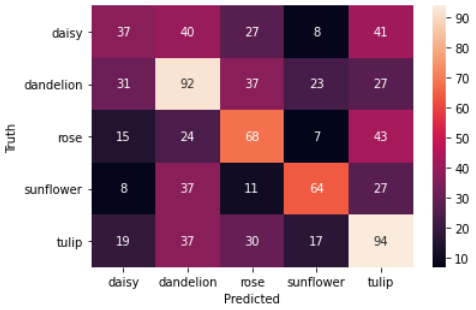 daisy 37 40 27 8 41
dandelion 31 92 37 23 27
rose 15 24 68 7 43
sunflower 8 37 11 64 27
tulip 19 37 30 17 94
daisy dandelion rose sunflower tulip
Predicted
Truth
90
80
70
60
50
40
30
20
10